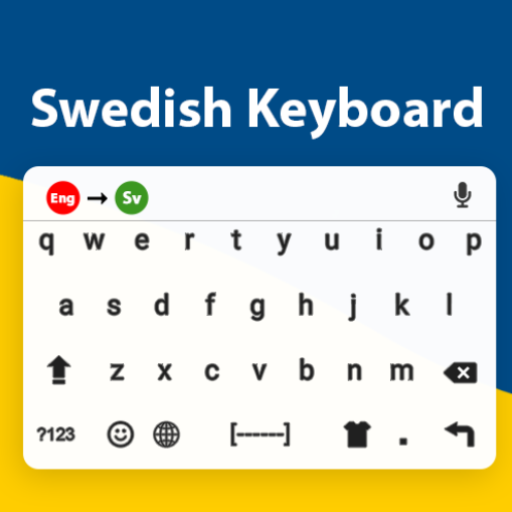 Swedish Keyboard
Eng → Sv
q w e r t y u i o p
a s d f g h j k l
z x c v b n m
?123 [------] .